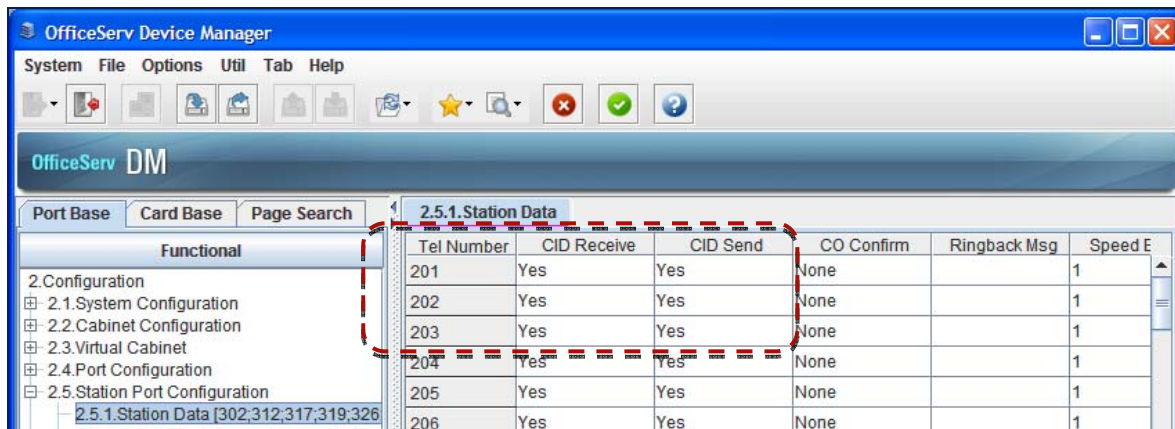 OfficeServ Device Manager
System File Options Util Tab Help
OfficeServ DM
Port Base Card Base Page Search
Functional
2.Configuration
2.1.System Configuration
2.2.Cabinet Configuration
2.3.Virtual Cabinet
2.4.Port Configuration
2.5.Station Port Configuration
2.5.1.Station Data [302;312;317;319;326
2.5.1.Station Data
Tel Number CID Receive CID Send CO Confirm Ringback Msg Speed
201 Yes Yes None 1
202 Yes Yes None 1
203 Yes Yes None 1
204 Yes Yes None 1
205 Yes Yes None 1
206 Yes Yes None 1